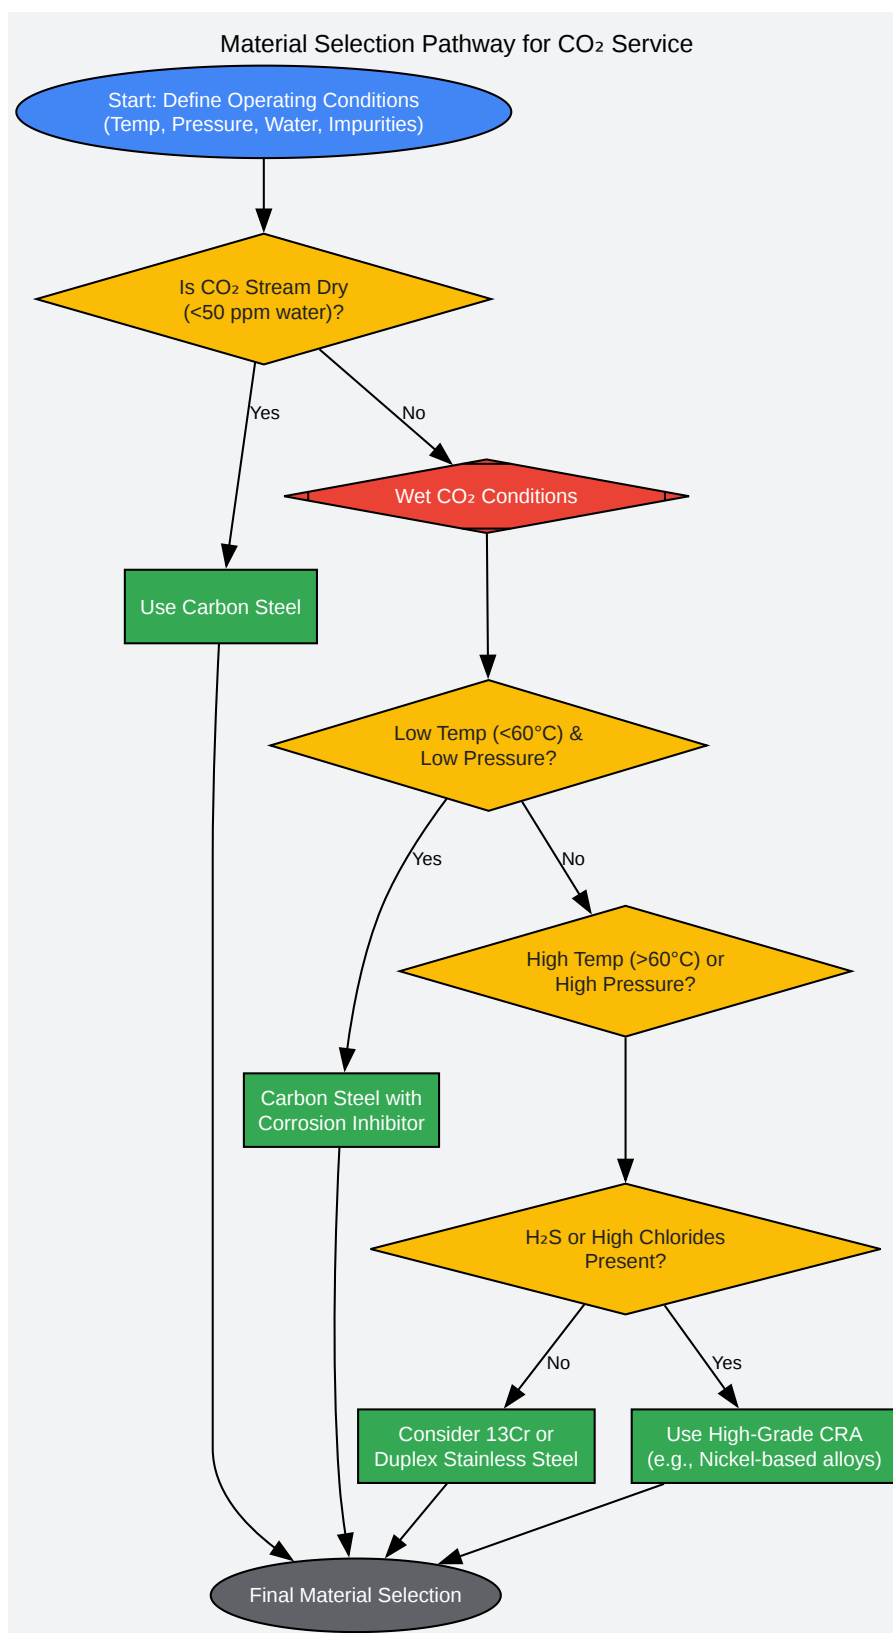 Material Selection Pathway for CO₂ Service
Start: Define Operating Conditions
(Temp, Pressure, Water, Impurities)
Is CO₂ Stream Dry
(<50 ppm water)?
Yes
No
Wet CO₂ Conditions
Use Carbon Steel
Low Temp (<60°C) &
Low Pressure?
Yes
No
High Temp (>60°C) or
High Pressure?
Carbon Steel with
Corrosion Inhibitor
H₂S or High Chlorides
Present?
No
Yes
Consider 13Cr or
Duplex Stainless Steel
Use High-Grade CRA
(e.g., Nickel-based alloys)
Final Material Selection